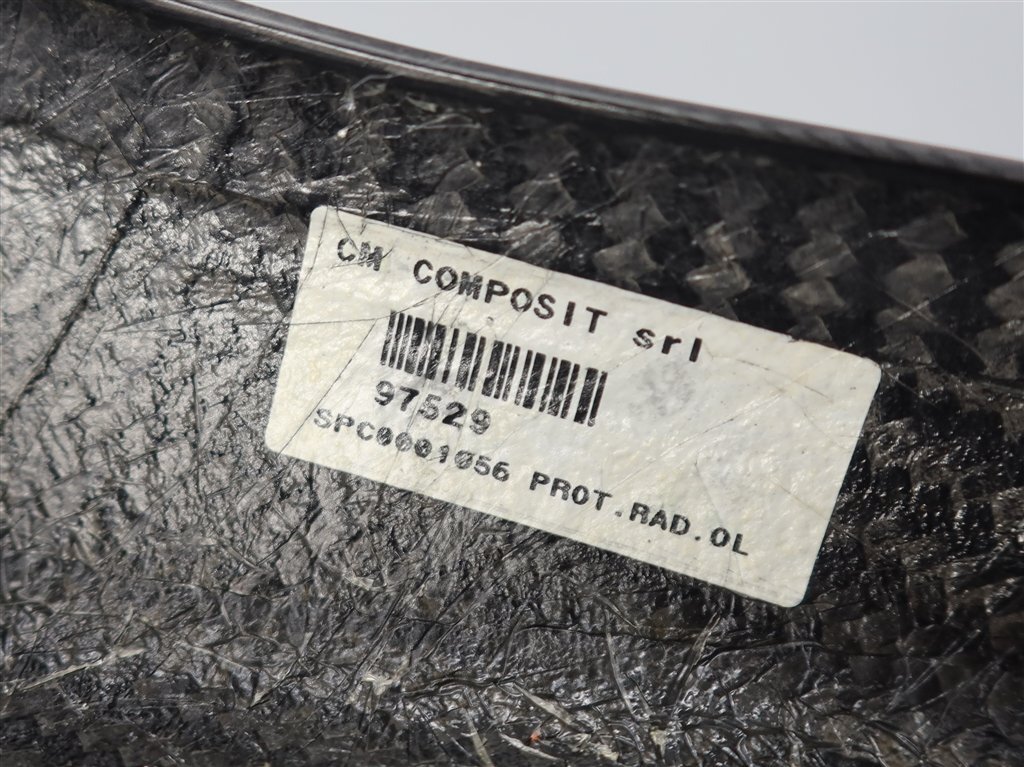 CM COMPOSIT srl
97529
SPC0001056 PROT.RAD.OL